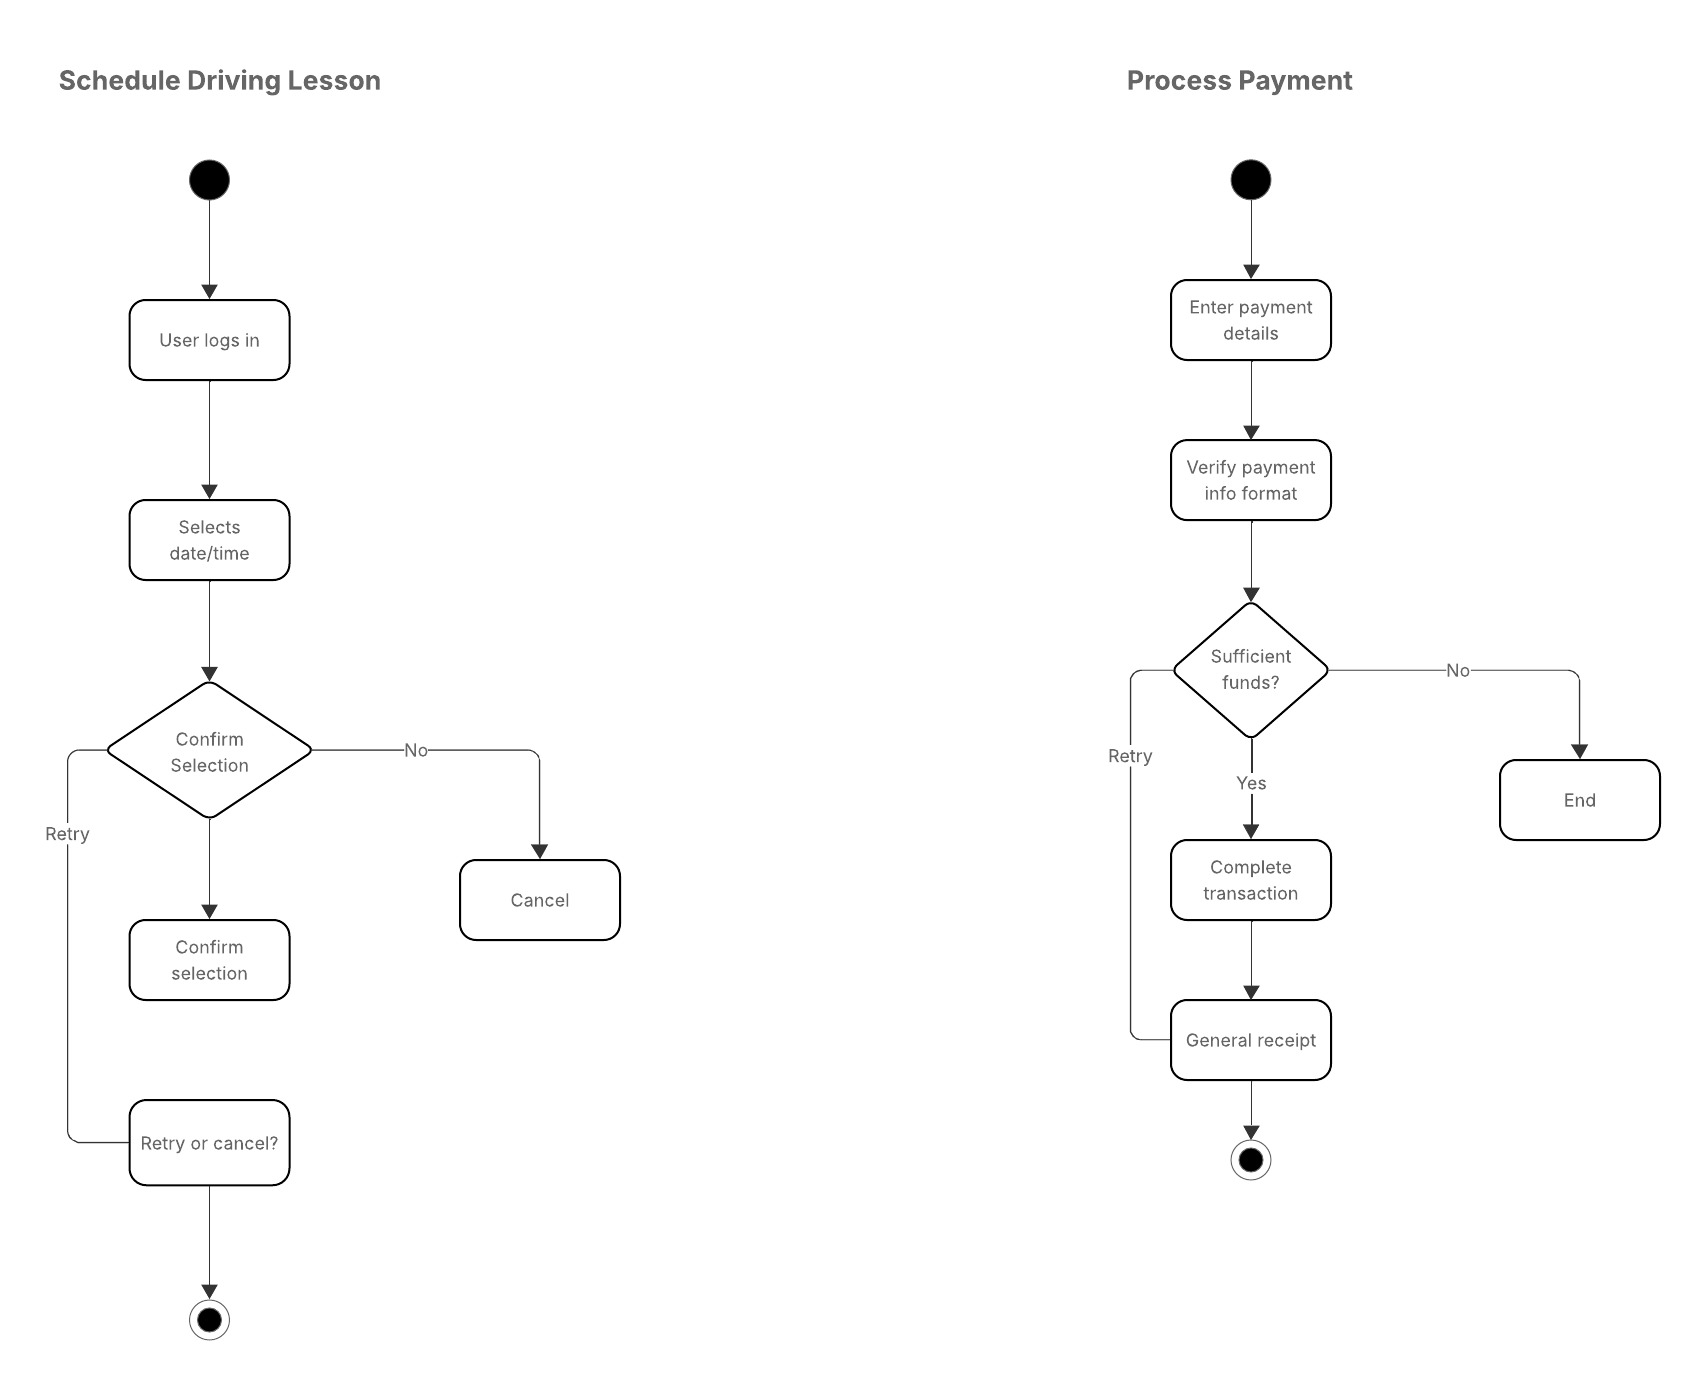 Schedule Driving Lesson
User logs in
Selects
date/time
Confirm
Selection
No
Retry
Cancel
Confirm
selection
Retry or cancel?
Process Payment
Enter payment
details
Verify payment
info format
Sufficient
funds?
No
Retry
Yes
End
Complete
transaction
General receipt